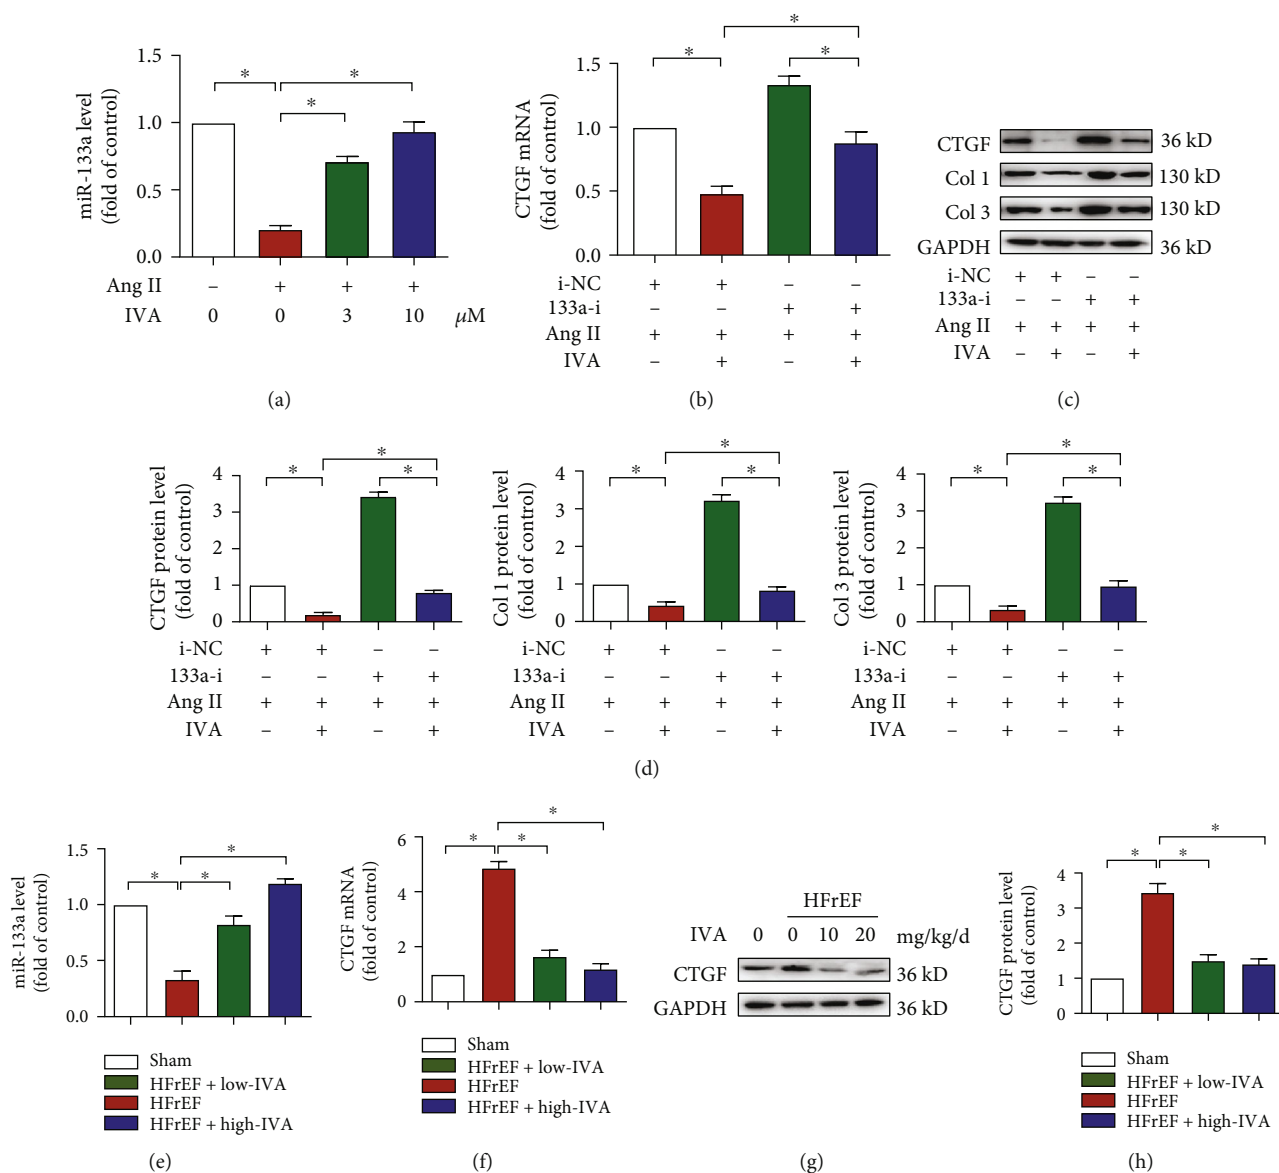 miR-133a level
(fold of control)
1.5
1.0
0.5
0.0
* * *
Ang II – + + +
IVA 0 0 3 10 μM
(a)
CTGF mRNA
(fold of control)
1.5
1.0
0.5
0.0
* * *
i-NC + + – –
133a-i – – + +
Ang II + + + +
IVA – + – +
(b)
CTGF 36 kD
Col 1 130 kD
Col 3 130 kD
GAPDH 36 kD
i-NC + + – –
133a-i – – + +
Ang II + + + +
IVA – + – +
(c)
CTGF protein level
(fold of control)
4
3
2
1
0
* * *
i-NC + + – –
133a-i – – + +
Ang II + + + +
IVA – + – +
Col 1 protein level
(fold of control)
4
3
2
1
0
* * *
i-NC + + – –
133a-i – – + +
Ang II + + + +
IVA – + – +
Col 3 protein level
(fold of control)
4
3
2
1
0
* * *
i-NC + + – –
133a-i – – + +
Ang II + + + +
IVA – + – +
(d)
miR-133a level
(fold of control)
1.5
1.0
0.5
0.0
* * *
Sham
HFrEF + low-IVA
HFrEF
HFrEF + high-IVA
(e)
CTGF mRNA
(fold of control)
6
4
2
0
* * *
Sham
HFrEF + low-IVA
HFrEF
HFrEF + high-IVA
(f)
HFrEF
IVA 0 0 10 20 mg/kg/d
CTGF 36 kD
GAPDH 36 kD
(g)
CTGF protein level
(fold of control)
4
3
2
1
0
* * *
Sham
HFrEF + low-IVA
HFrEF
HFrEF + high-IVA
(h)